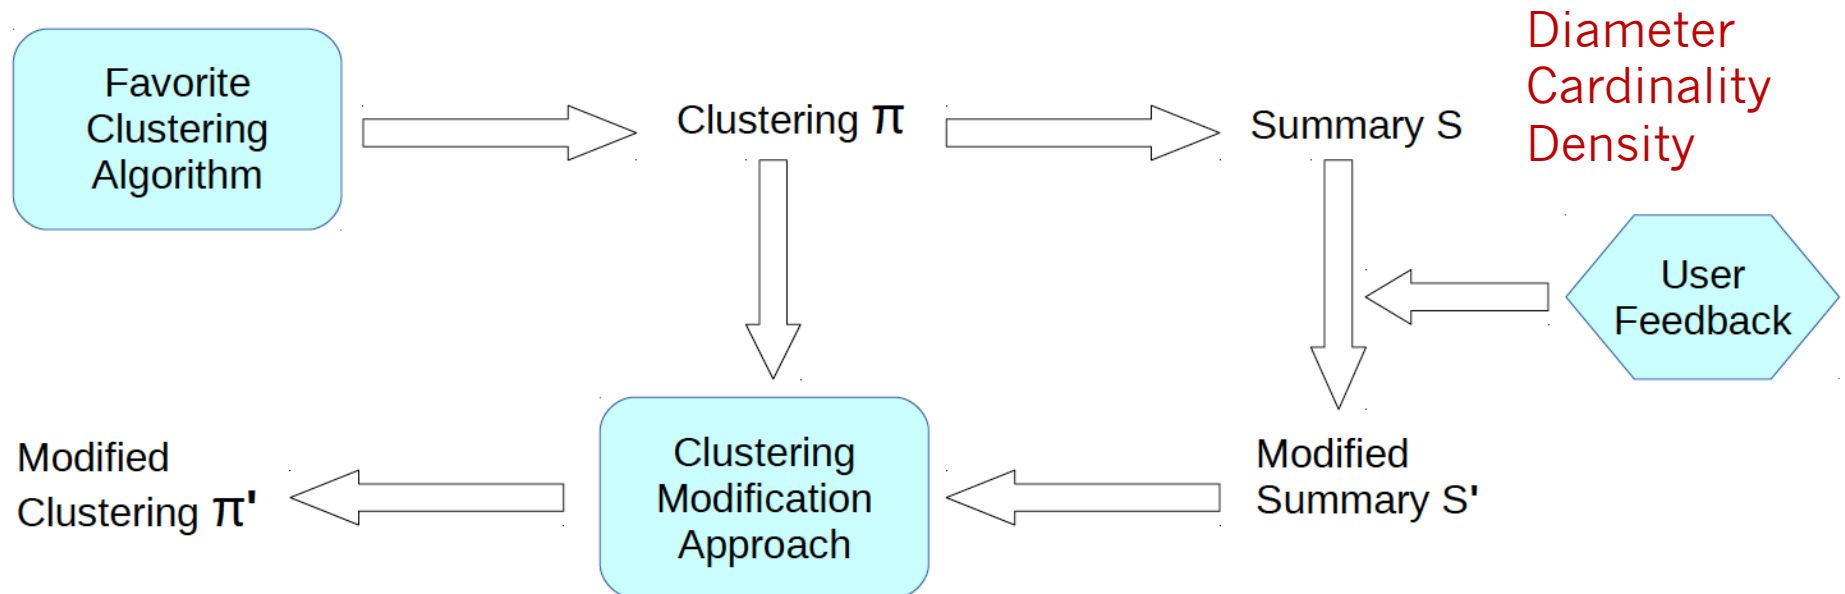 Favorite
Clustering
Algorithm
Clustering π
Summary S
Diameter
Cardinality
Density
User
Feedback
Modified
Summary S'
Clustering
Modification
Approach
Modified
Clustering π'